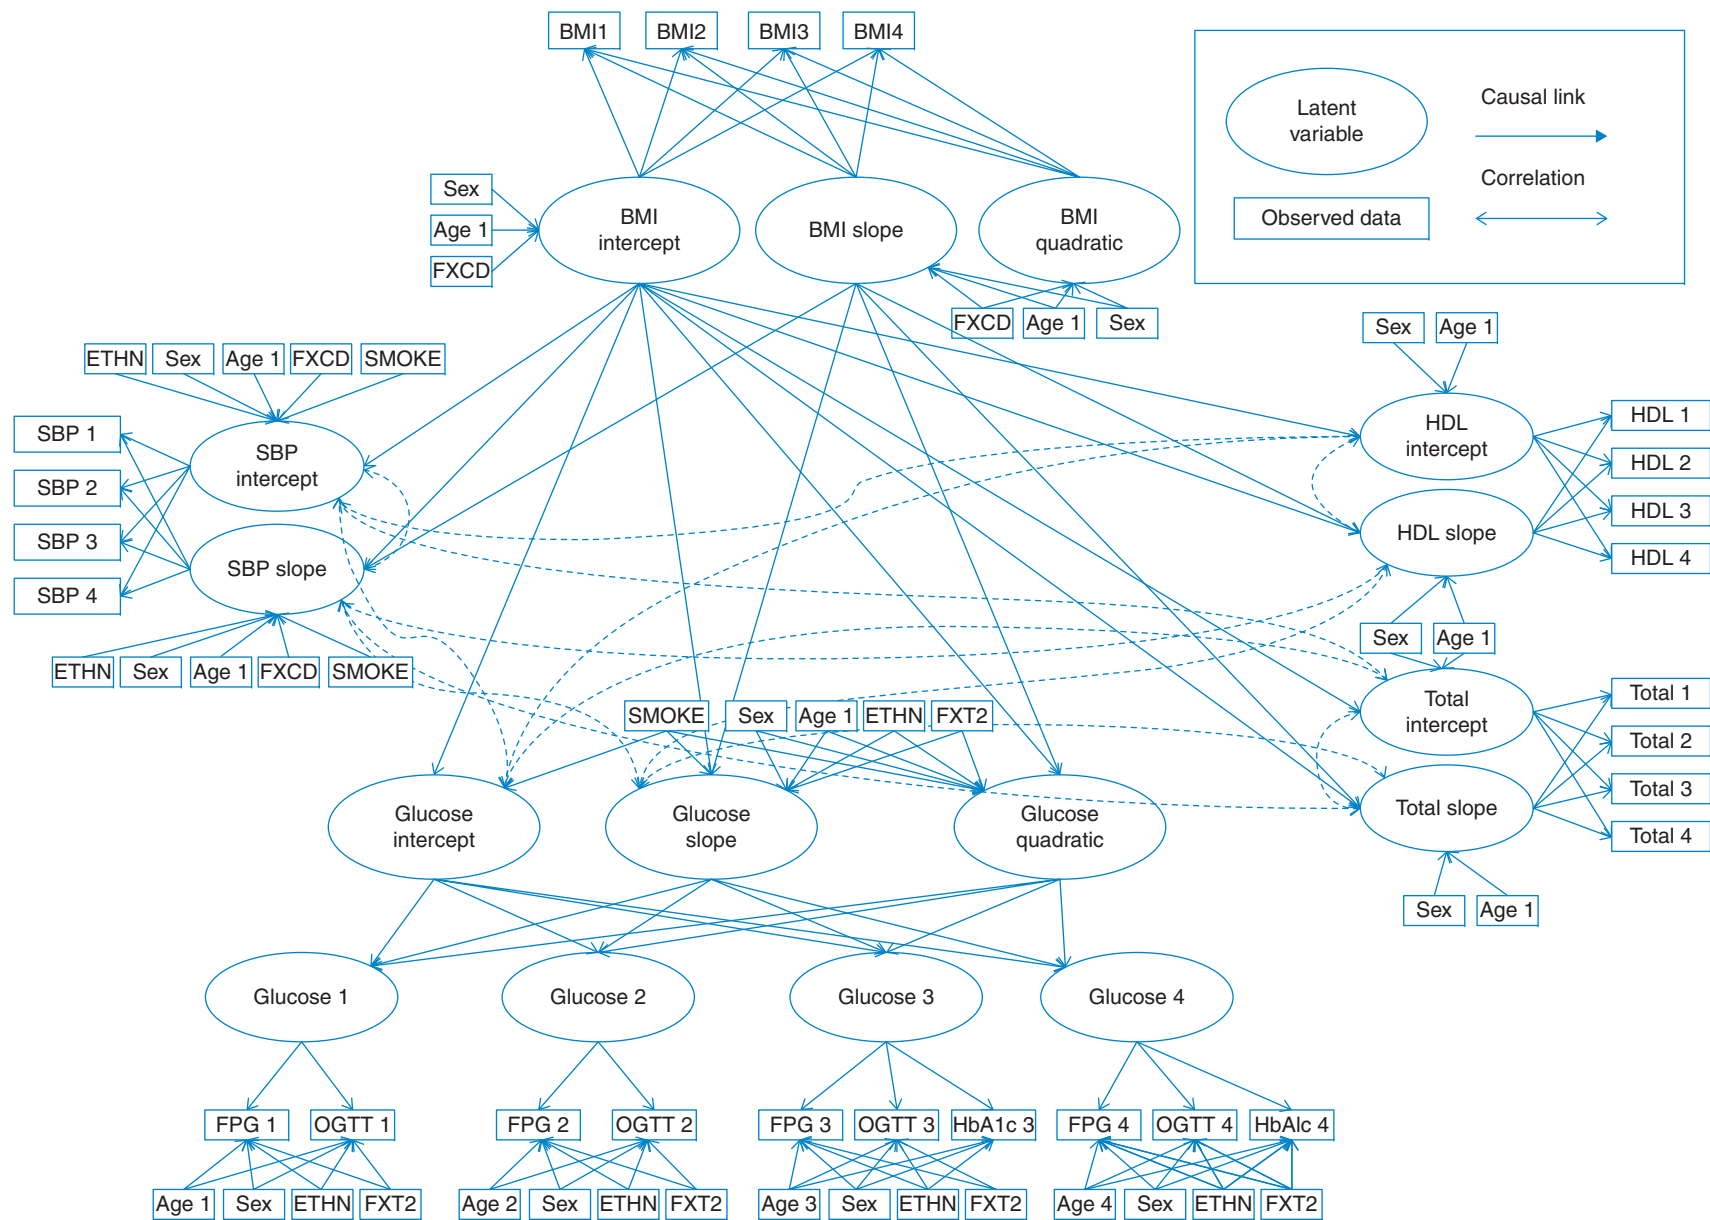 BMI1 BMI2 BMI3 BMI4
Latent
variable
Causal link
Correlation
Observed data
Sex
Age 1
FXCD
BMI
intercept
BMI slope
BMI
quadratic
FXCD Age 1 Sex
Sex Age 1
ETHN Sex Age 1 FXCD SMOKE
SBP 1
SBP 2
SBP 3
SBP 4
SBP
intercept
SBP slope
ETHN Sex Age 1 FXCD SMOKE
HDL
intercept
HDL slope
HDL 1
HDL 2
HDL 3
HDL 4
Sex Age 1
Total
intercept
Total slope
Total 1
Total 2
Total 3
Total 4
Sex Age 1
SMOKE Sex Age 1 ETHN FXT2
Glucose
intercept
Glucose
slope
Glucose
quadratic
Glucose 1 Glucose 2 Glucose 3 Glucose 4
FPG 1 OGTT 1 FPG 2 OGTT 2 FPG 3 OGTT 3 HbA1c 3 FPG 4 OGTT 4 HbAlc 4
Age 1 Sex ETHN FXT2 Age 2 Sex ETHN FXT2 Age 3 Sex ETHN FXT2 Age 4 Sex ETHN FXT2